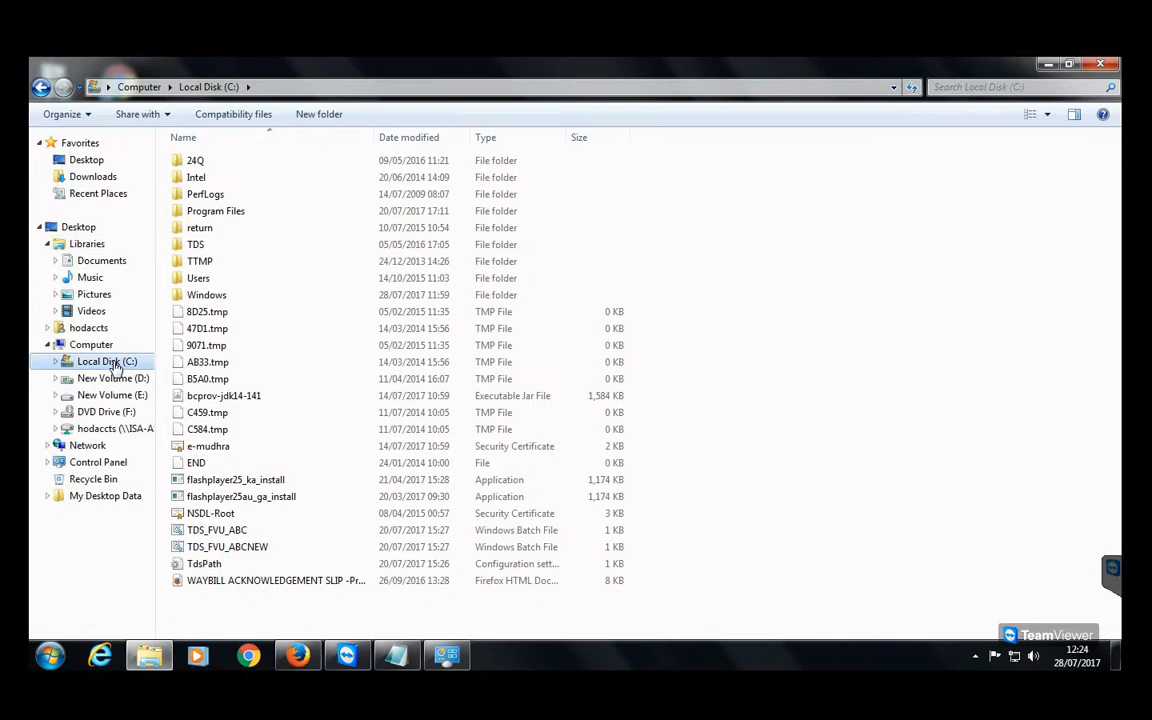 Computer Local Disk (C:)
Search Local Disk (C:)
Organize Share with Compatibility files New folder
Name Date modified Type Size
Favorites
Desktop
Downloads
Recent Places
Desktop
Libraries
Documents
Music
Pictures
Videos
hodaccts
Computer
Local Disk (C:)
New Volume (D:)
New Volume (E:)
DVD Drive (F:)
hodaccts (\\ISA-A
Network
Control Panel
Recycle Bin
My Desktop Data
24Q 09/05/2016 11:21 File folder
Intel 20/06/2014 14:09 File folder
PerfLogs 14/07/2009 08:07 File folder
Program Files 20/07/2017 17:11 File folder
return 10/07/2015 10:54 File folder
TDS 05/05/2016 17:05 File folder
TTMP 24/12/2013 14:26 File folder
Users 14/10/2015 11:03 File folder
Windows 28/07/2017 11:59 File folder
8D25.tmp 05/02/2015 11:35 TMP File 0 KB
47D1.tmp 14/03/2014 15:56 TMP File 0 KB
9071.tmp 05/02/2015 11:35 TMP File 0 KB
AB33.tmp 14/03/2014 15:56 TMP File 0 KB
B5A0.tmp 11/04/2014 16:07 TMP File 0 KB
bcprov-jdk14-141 14/07/2017 10:59 Executable Jar File 1,584 KB
C459.tmp 11/07/2014 10:05 TMP File 0 KB
C584.tmp 11/07/2014 10:05 TMP File 0 KB
e-mudhra 14/07/2017 10:59 Security Certificate 2 KB
END 24/01/2014 10:00 File 0 KB
flashplayer25_ka_install 21/04/2017 15:28 Application 1,174 KB
flashplayer25au_ga_install 20/03/2017 09:30 Application 1,174 KB
NSDL-Root 08/04/2015 00:57 Security Certificate 3 KB
TDS_FVU_ABC 20/07/2017 15:27 Windows Batch File 1 KB
TDS_FVU_ABCNEW 20/07/2017 15:27 Windows Batch File 1 KB
TdsPath 20/07/2017 15:26 Configuration sett... 1 KB
WAYBILL ACKNOWLEDGEMENT SLIP -Pr... 26/09/2016 13:28 Firefox HTML Doc... 8 KB
TeamViewer
12:24
28/07/2017